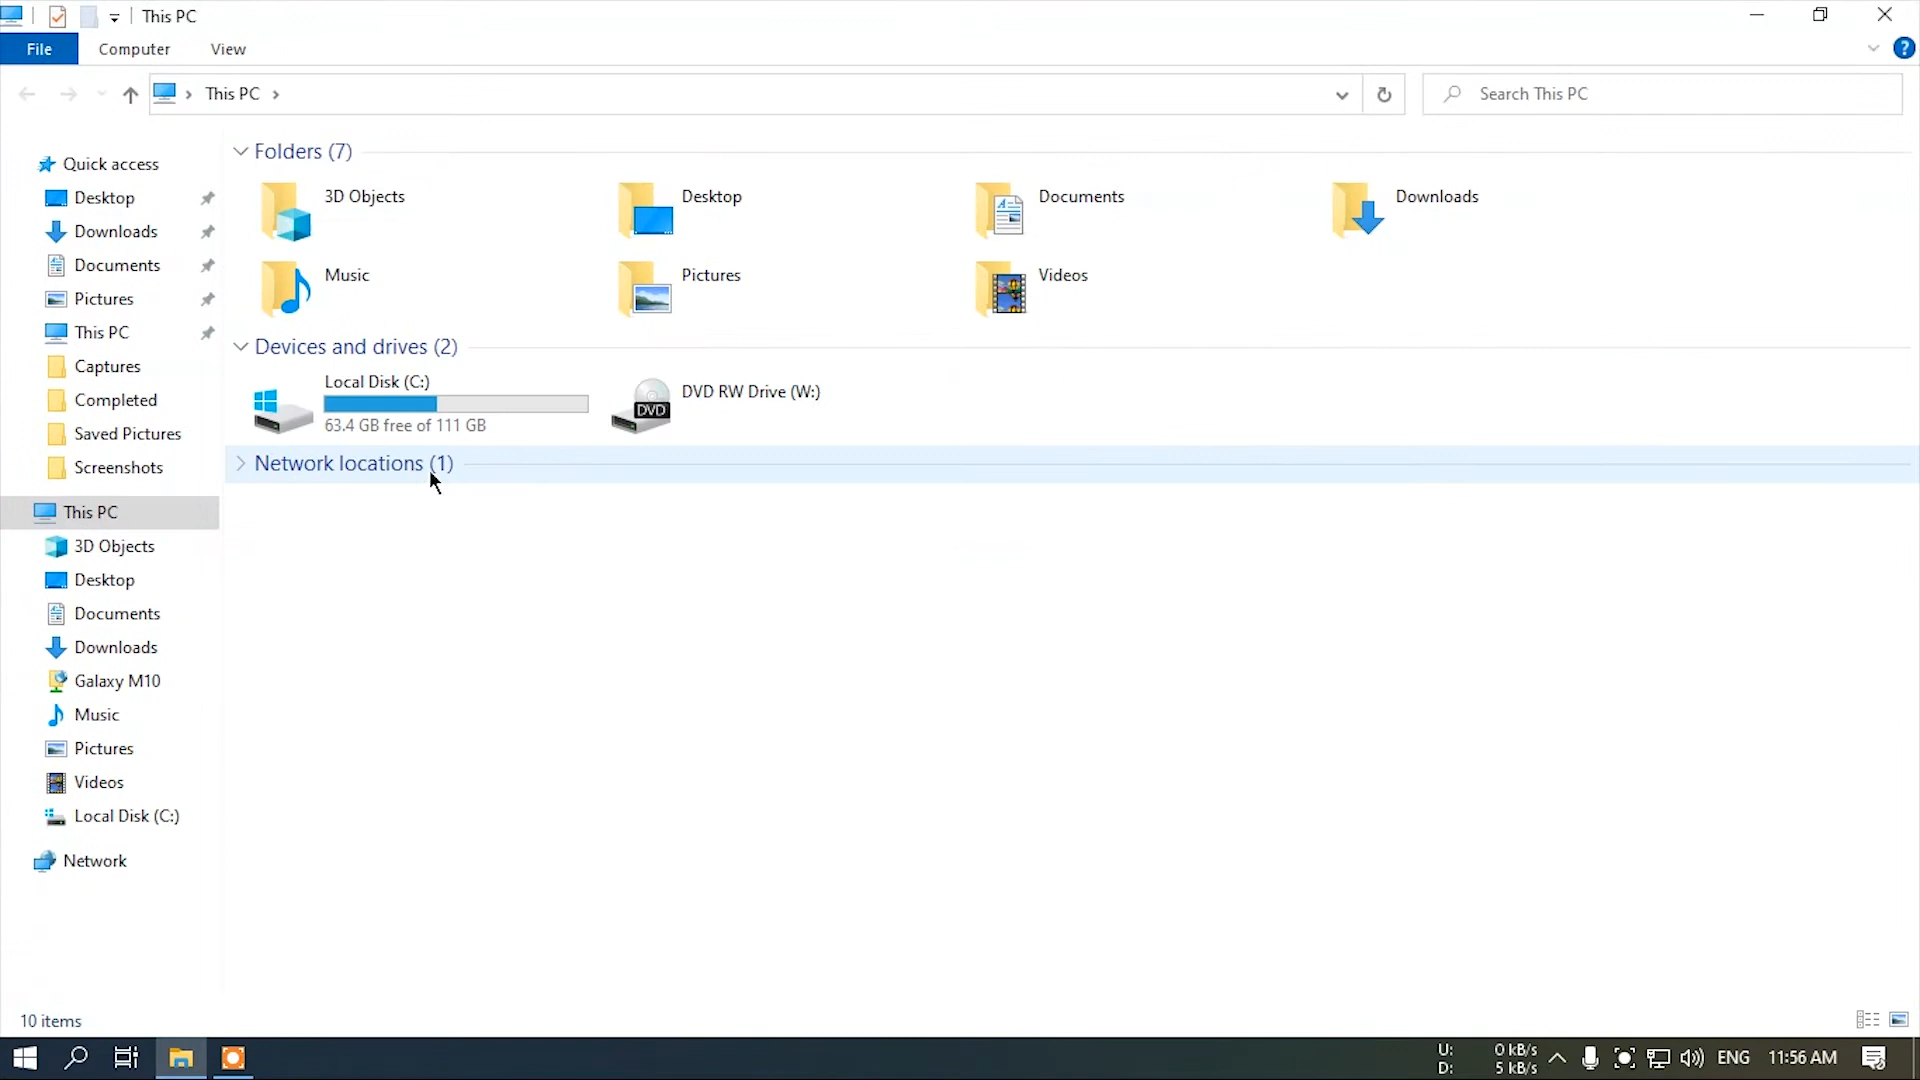 This PC
File Computer View
This PC
Search This PC
Quick access
Desktop
Downloads
Documents
Pictures
This PC
Captures
Completed
Saved Pictures
Screenshots
This PC
3D Objects
Desktop
Documents
Downloads
Galaxy M10
Music
Pictures
Videos
Local Disk (C:)
Network
Folders (7)
3D Objects
Desktop
Documents
Downloads
Music
Pictures
Videos
Devices and drives (2)
Local Disk (C:)
63.4 GB free of 111 GB
DVD
DVD RW Drive (W:)
Network locations (1)
10 items
U: 0 kB/s
D: 5 kB/s
ENG
11:56 AM